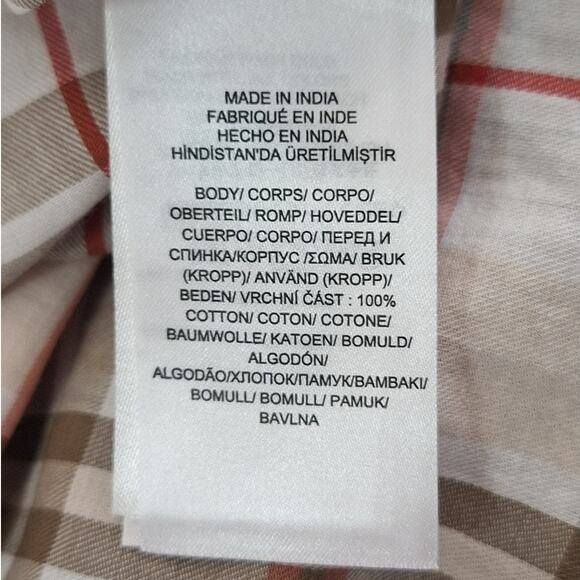 MADE IN INDIA
FABRIQUÉ EN INDE
HECHO EN INDIA
HİNDİSTAN'DA ÜRETİLMİŞTİR
BODY/ CORPS/ CORPO/
OBERTEIL/ ROMP/ HOVEDDEL/
CUERPO/ CORPO/ ПЕРЕД И
СПИНКА/КОРПУС /ΣΩΜΑ/ BRUK
(KROPP)/ ANVÄND (KROPP)/
BEDEN/ VRCHNÍ ČÁST : 100%
COTTON/ COTON/ COTONE/
BAUMWOLLE/ KATOEN/ BOMULD/
ALGODÓN/
ALGODÃO/ХЛОПОК/ПАМУК/ΒΑΜΒΑΚΙ/
BOMULL/ BOMULL/ PAMUK/
BAVLNA